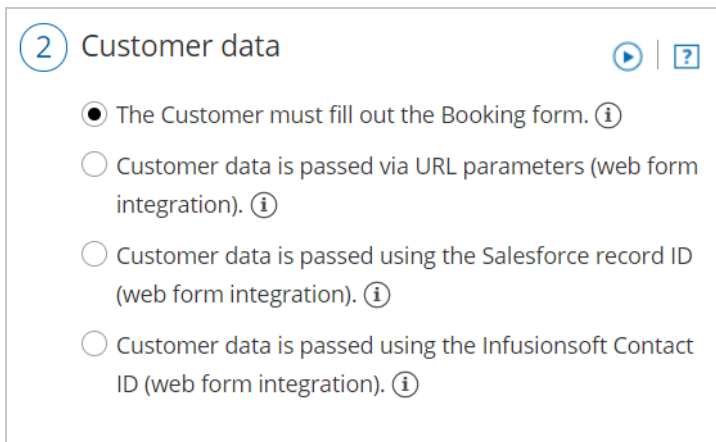 2 Customer data
?
The Customer must fill out the Booking form. i
Customer data is passed via URL parameters (web form
integration). i
Customer data is passed using the Salesforce record ID
(web form integration). i
Customer data is passed using the Infusionsoft Contact
ID (web form integration). i